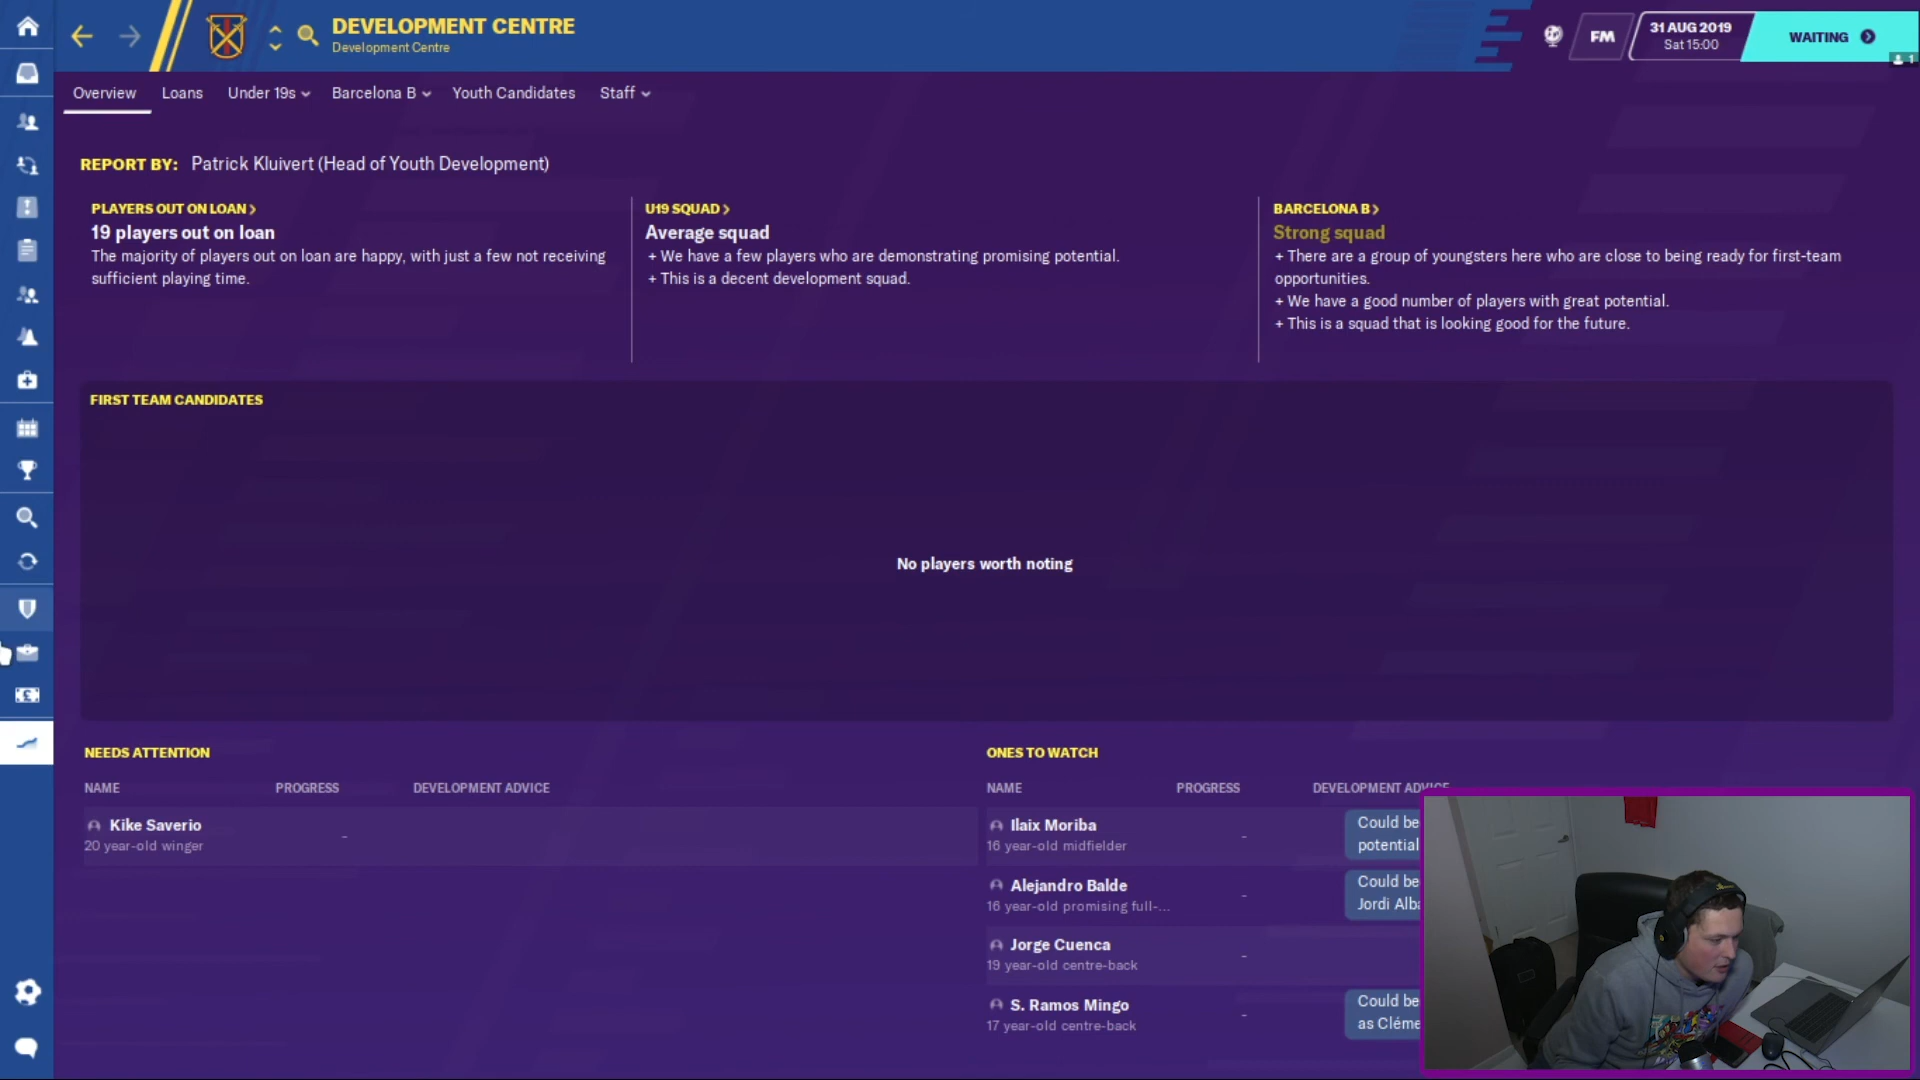 DEVELOPMENT CENTRE
Development Centre
FM
31 AUG 2019
Sat 15:00
WAITING
1
Overview
Loans
Under 19s
Barcelona B
Youth Candidates
Staff
REPORT BY: Patrick Kluivert (Head of Youth Development)
PLAYERS OUT ON LOAN
19 players out on loan
The majority of players out on loan are happy, with just a few not receiving
sufficient playing time.
U19 SQUAD
Average squad
+ We have a few players who are demonstrating promising potential.
+ This is a decent development squad.
BARCELONA B
Strong squad
+ There are a group of youngsters here who are close to being ready for first-team
opportunities.
+ We have a good number of players with great potential.
+ This is a squad that is looking good for the future.
FIRST TEAM CANDIDATES
No players worth noting
NEEDS ATTENTION
NAME PROGRESS DEVELOPMENT ADVICE
Kike Saverio
20 year-old winger
-
ONES TO WATCH
NAME PROGRESS DEVELOPMENT ADVICE
Ilaix Moriba
16 year-old midfielder
-
Could be
potential
Alejandro Balde
16 year-old promising full-...
-
Could be
Jordi Alba
Jorge Cuenca
19 year-old centre-back
-
S. Ramos Mingo
17 year-old centre-back
-
Could be
as Cléme